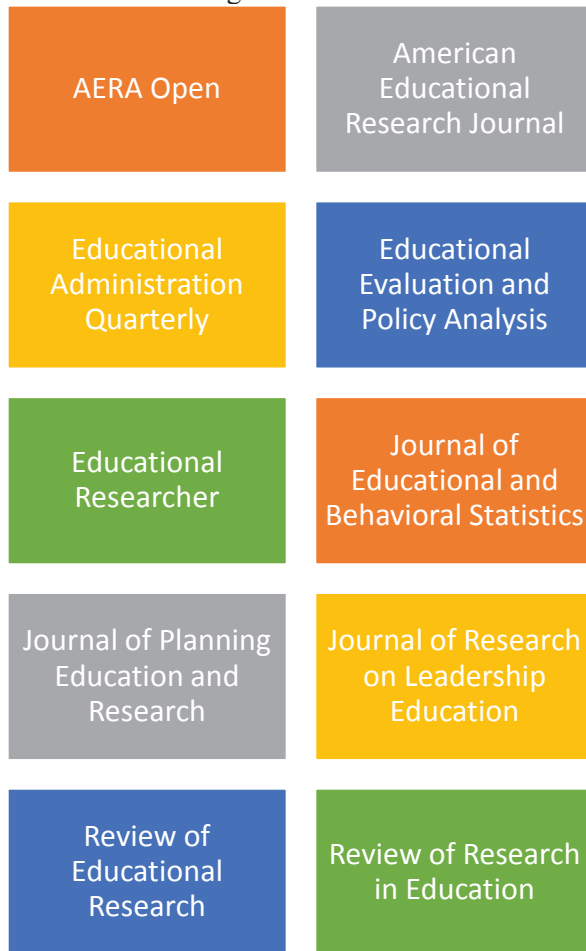 AERA Open
American
Educational
Research Journal
Educational
Administration
Quarterly
Educational
Evaluation and
Policy Analysis
Educational
Researcher
Journal of
Educational and
Behavioral Statistics
Journal of Planning
Education and
Research
Journal of Research
on Leadership
Education
Review of
Educational
Research
Review of Research
in Education